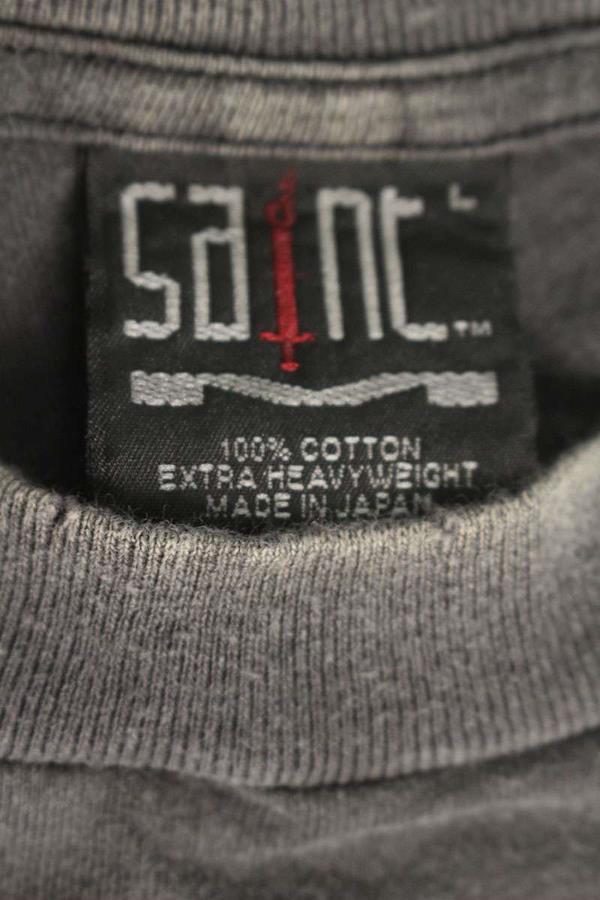 saint L
TM
100% COTTON
EXTRA HEAVYWEIGHT
MADE IN JAPAN